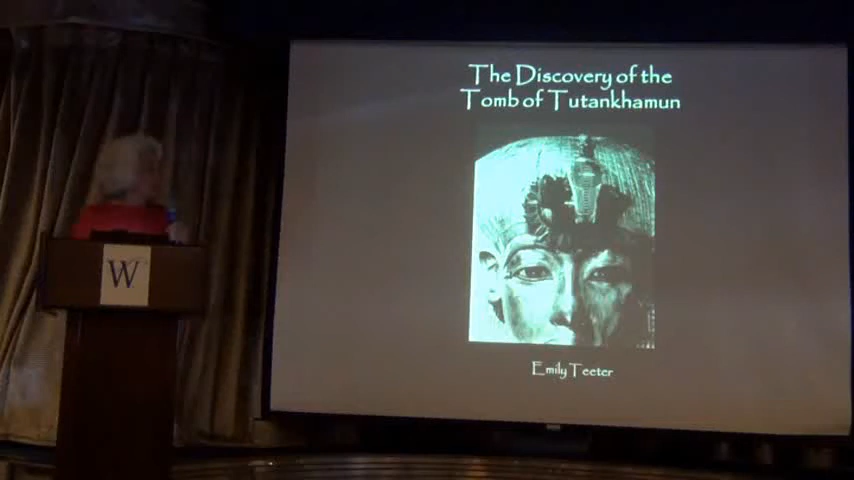 The Discovery of the
Tomb of Tutankhamun
Emily Teeter
W